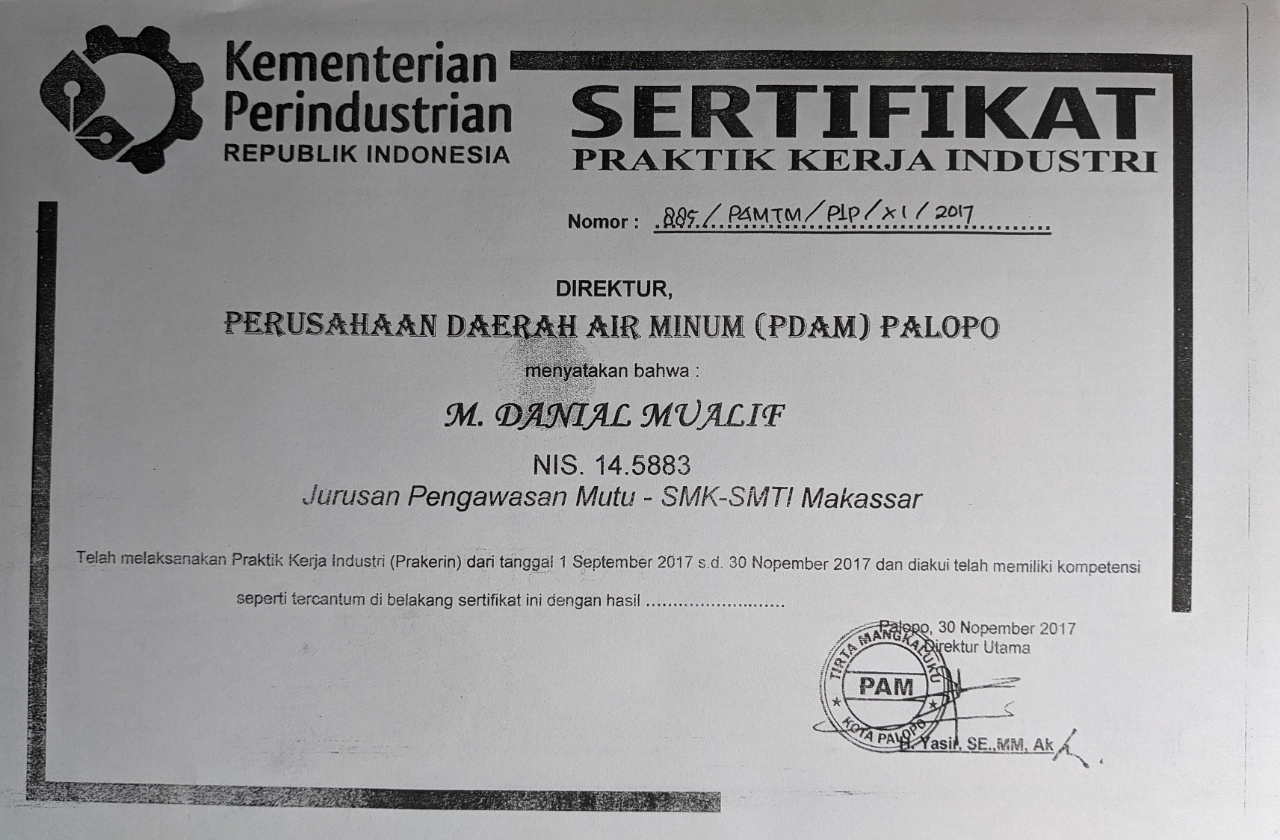 Kementerian
Perindustrian
REPUBLIK INDONESIA
SERTIFIKAT
PRAKTIK KERJA INDUSTRI
Nomor : 885/PAMTM/PLP/XI/2017
DIREKTUR,
PERUSAHAAN DAERAH AIR MINUM (PDAM) PALOPO
menyatakan bahwa :
M. DANIAL MUALIF
NIS. 14.5883
Jurusan Pengawasan Mutu - SMK-SMTI Makassar
Telah melaksanakan Praktik Kerja Industri (Prakerin) dari tanggal 1 September 2017 s.d. 30 Nopember 2017 dan diakui telah memiliki kompetensi
seperti tercantum di belakang sertifikat ini dengan hasil .........................
Palopo, 30 Nopember 2017
Direktur Utama
TIRTA MANGKALUKU
PAM
KOTA PALOPO
H. Yasir, SE.,MM, Ak